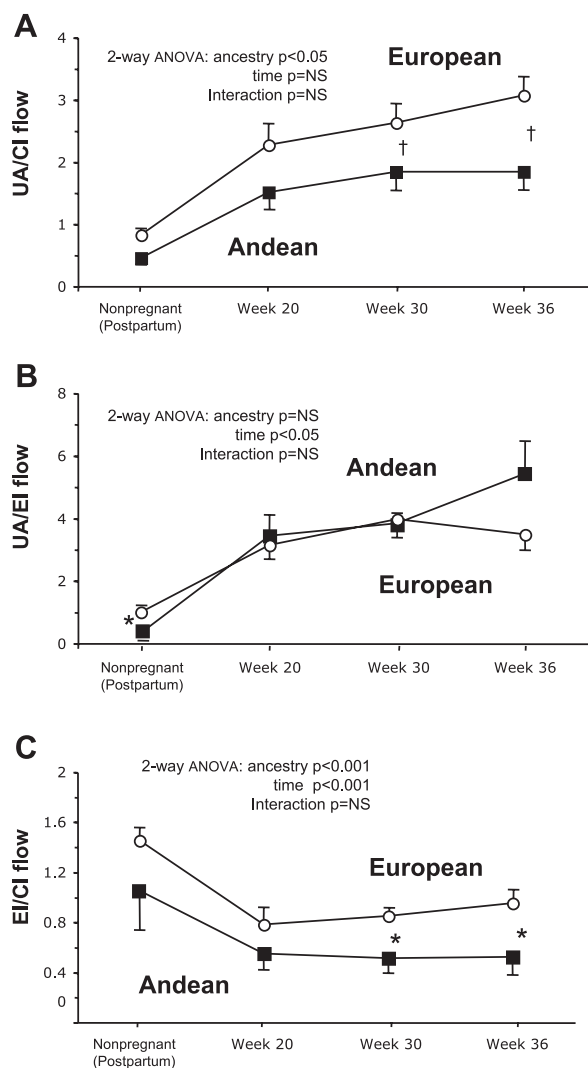 A
4
3
2
1
0
UA/CI flow
2-way ANOVA: ancestry p<0.05
time p=NS
Interaction p=NS
European
†
†
Andean
Nonpregnant
(Postpartum)
Week 20
Week 30
Week 36
B
8
6
4
2
0
UA/EI flow
2-way ANOVA: ancestry p=NS
time p<0.05
Interaction p=NS
Andean
European
*
Nonpregnant
(Postpartum)
Week 20
Week 30
Week 36
C
2
1.6
1.2
0.8
0.4
0
EI/CI flow
2-way ANOVA: ancestry p<0.001
time p<0.001
Interaction p=NS
European
*
*
Andean
Nonpregnant
(Postpartum)
Week 20
Week 30
Week 36